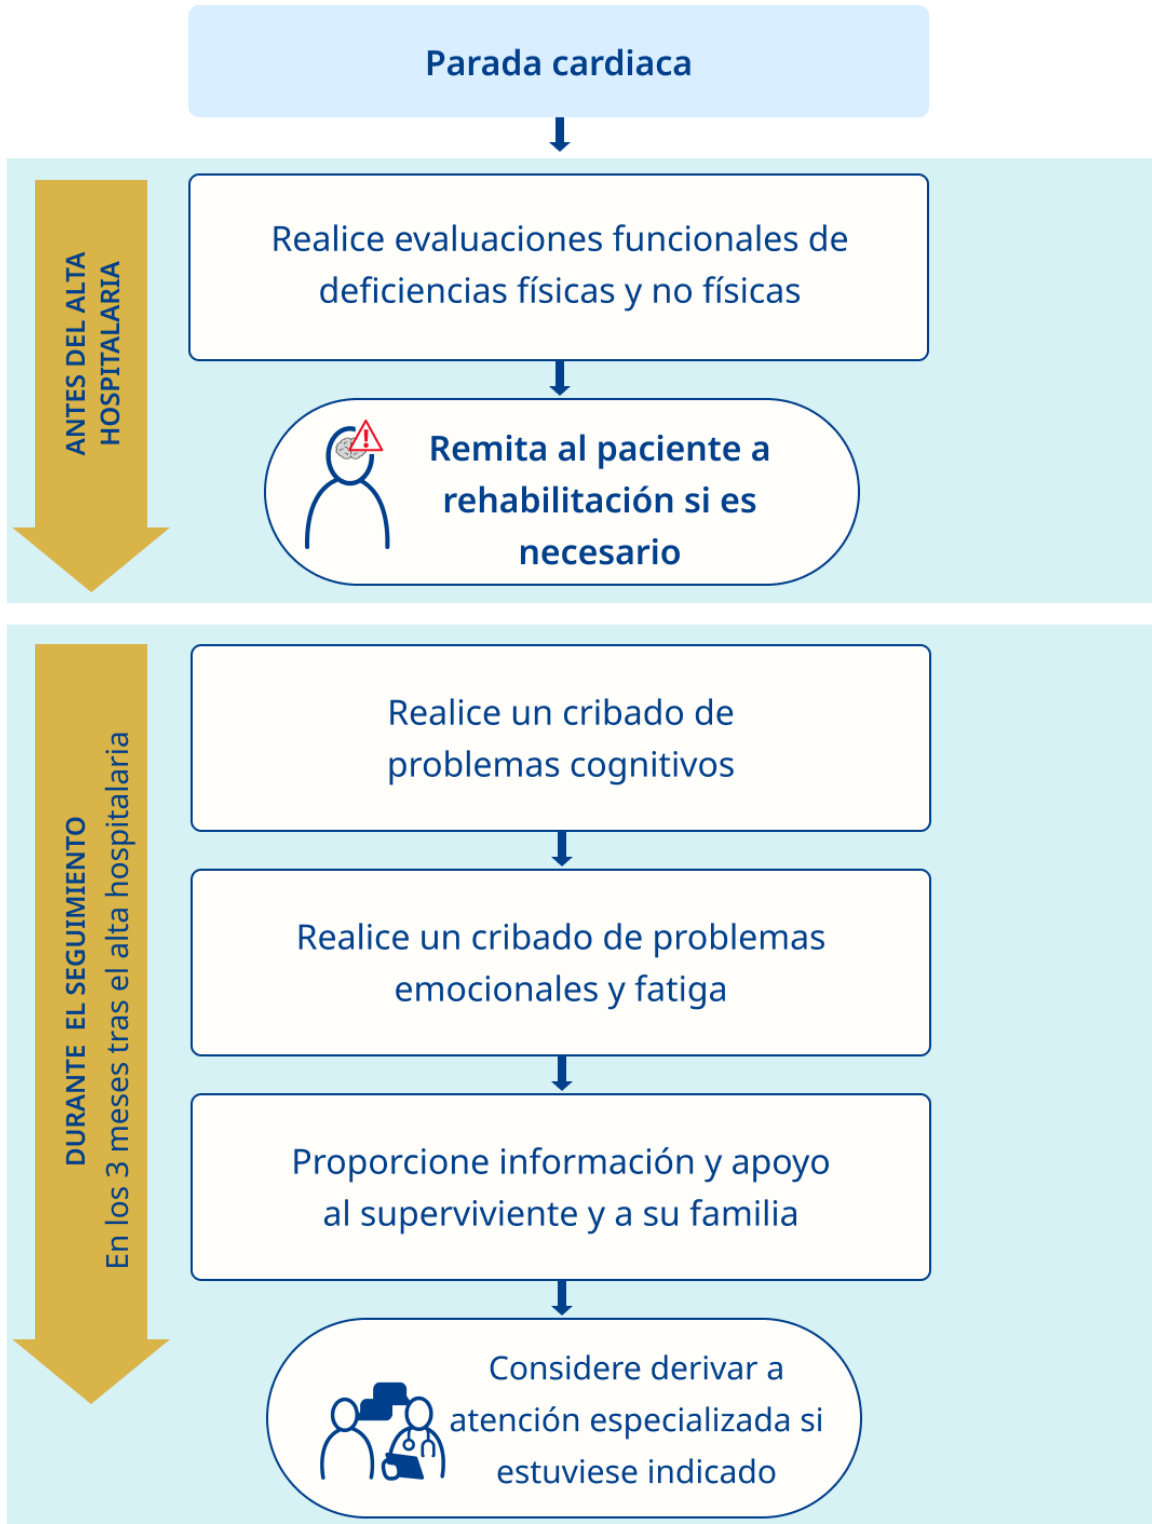 Parada cardiaca
ANTES DEL ALTA
HOSPITALARIA
Realice evaluaciones funcionales de
deficiencias físicas y no físicas
Remita al paciente a
rehabilitación si es
necesario
DURANTE EL SEGUIMIENTO
En los 3 meses tras el alta hospitalaria
Realice un cribado de
problemas cognitivos
Realice un cribado de problemas
emocionales y fatiga
Proporcione información y apoyo
al superviviente y a su familia
Considere derivar a
atención especializada si
estuviese indicado